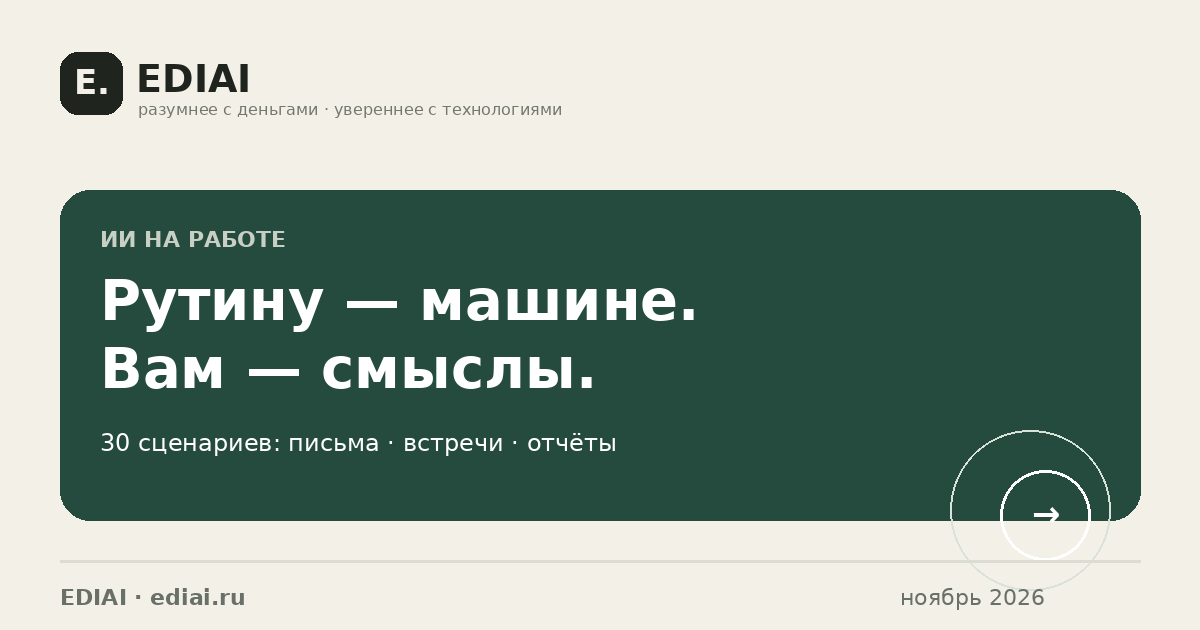 E. EDIAI
разумнее с деньгами · увереннее с технологиями
ИИ НА РАБОТЕ
Рутину — машине.
Вам — смыслы.
30 сценариев: письма · встречи · отчёты
→
EDIAI · ediai.ru
ноябрь 2026